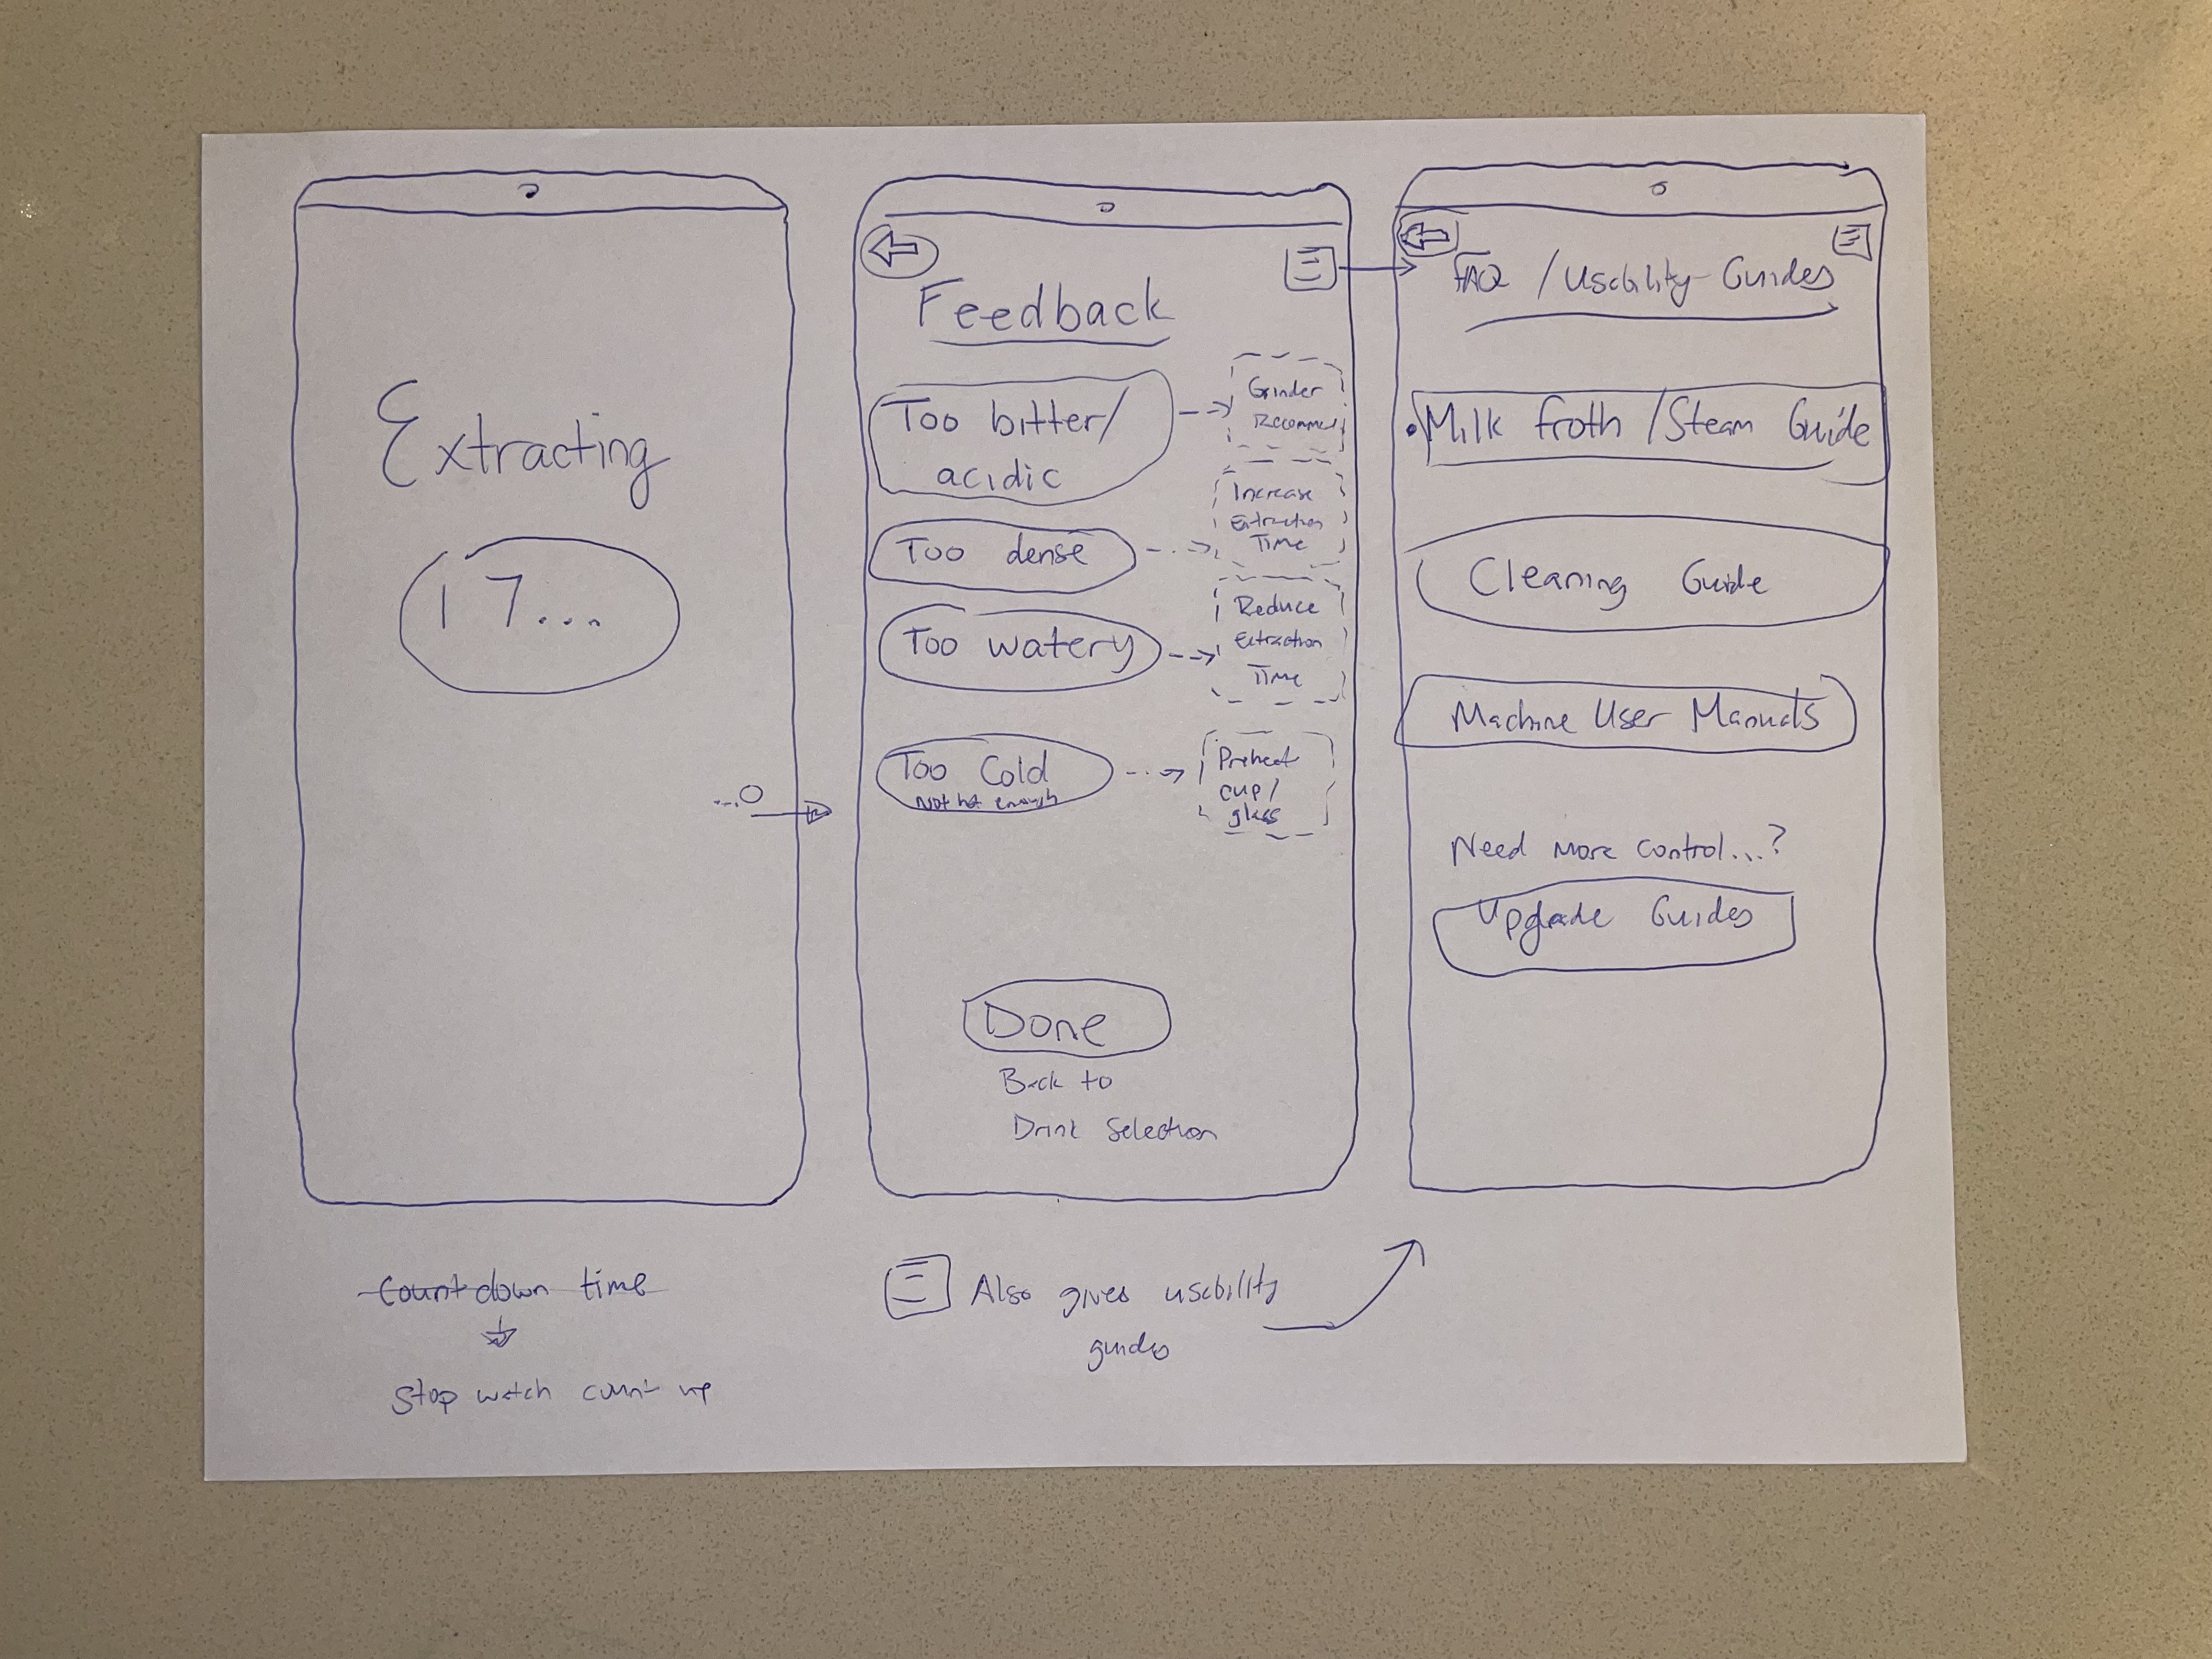 Extracting
17...
Countdown time
Stop watch count up
Feedback
Too bitter/
acidic
Grinder
Recomm
Too dense
Increase
Extraction
Time
Too watery
Reduce
Extraction
Time
Too Cold
Not hot enough
Preheat
cup/
glass
Done
Back to
Drink Selection
Also gives usability
guides
FAQ / Usability Guides
Milk froth / Steam Guide
Cleaning Guide
Machine User Manuals
Need More control...?
Upgrade Guides